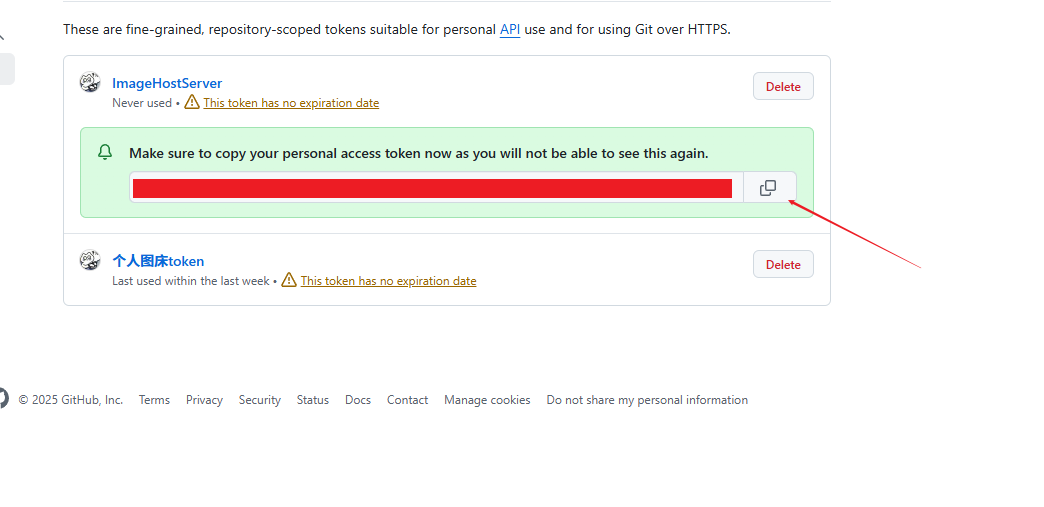 These are fine-grained, repository-scoped tokens suitable for personal API use and for using Git over HTTPS.
ImageHostServer
Delete
Never used • This token has no expiration date
Make sure to copy your personal access token now as you will not be able to see this again.
个人图床token
Delete
Last used within the last week • This token has no expiration date
© 2025 GitHub, Inc. Terms Privacy Security Status Docs Contact Manage cookies Do not share my personal information